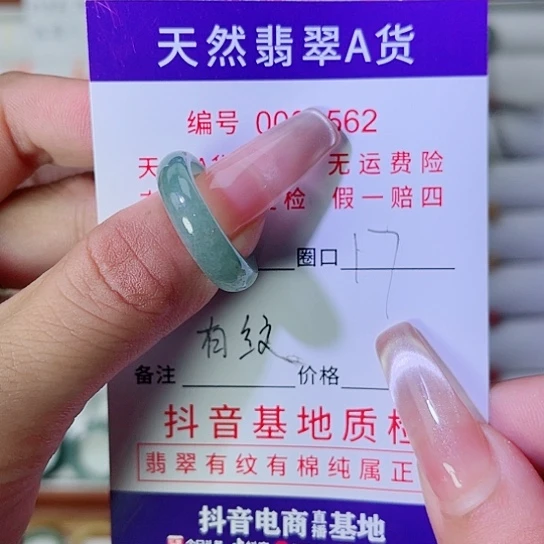 天然翡翠A货
编号 00 562
天 无运费险
检 假一赔四
圈口 17
有纹
备注 价格
抖音基地质检
翡翠有纹有棉纯属正
抖音电商直播基地